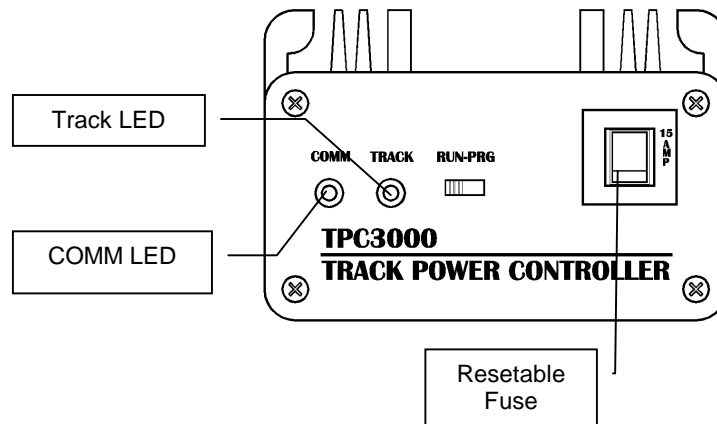 Track LED
COMM LED
COMM TRACK RUN-PRG
15 AMP
TPC3000
TRACK POWER CONTROLLER
Resetable
Fuse